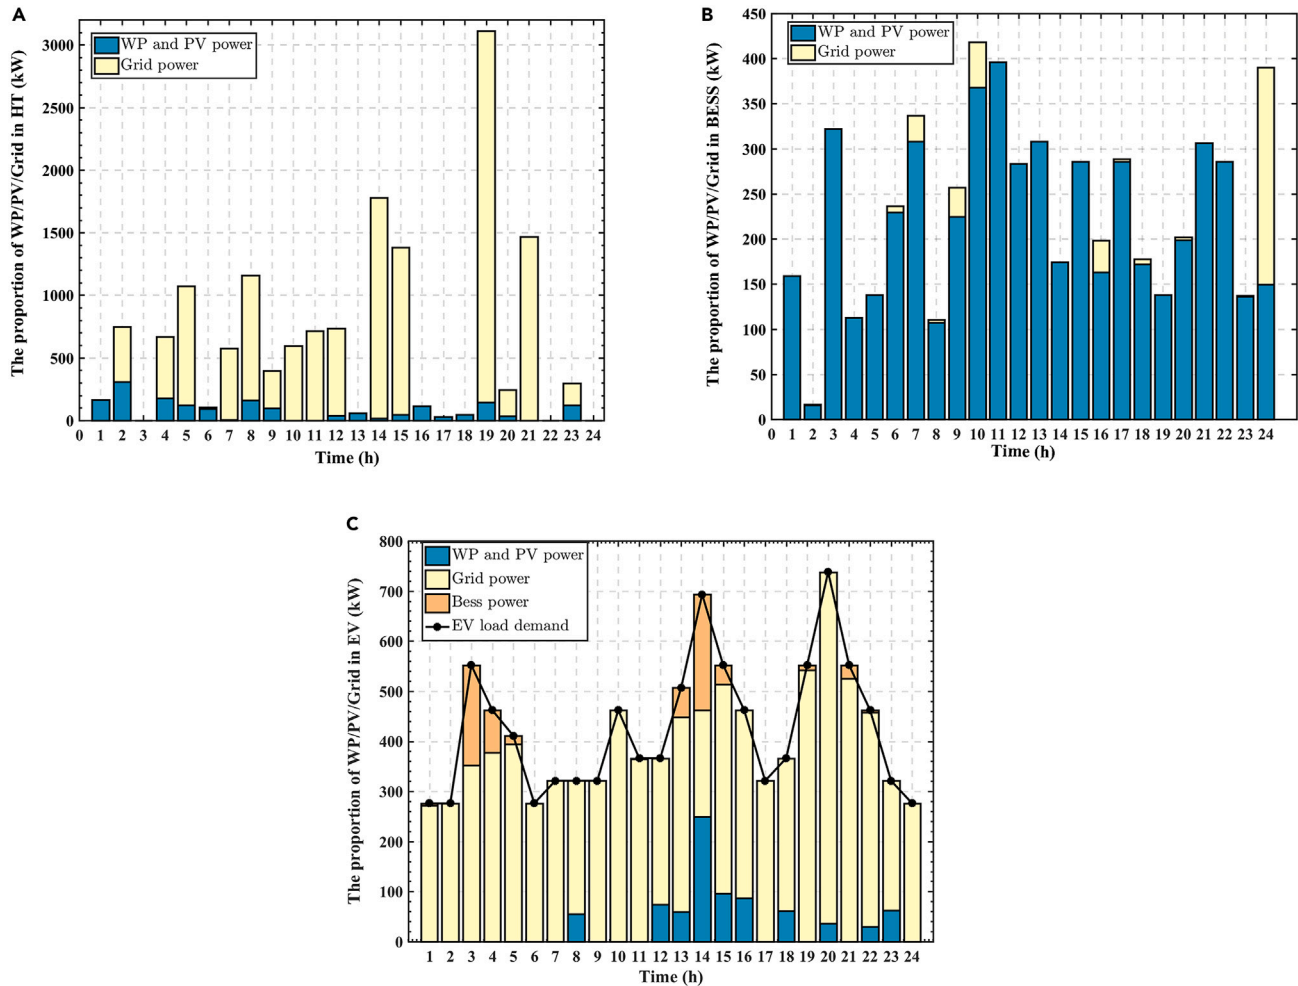 A
The proportion of WP/PV/Grid in HT (kW)
WP and PV power
Grid power
3000
2500
2000
1500
1000
500
0
0 1 2 3 4 5 6 7 8 9 10 11 12 13 14 15 16 17 18 19 20 21 22 23 24
Time (h)
B
The proportion of WP/PV/Grid in BESS (kW)
WP and PV power
Grid power
450
400
350
300
250
200
150
100
50
0
0 1 2 3 4 5 6 7 8 9 10 11 12 13 14 15 16 17 18 19 20 21 22 23 24
Time (h)
C
The proportion of WP/PV/Grid in EV (kW)
WP and PV power
Grid power
Bess power
EV load demand
800
700
600
500
400
300
200
100
0
1 2 3 4 5 6 7 8 9 10 11 12 13 14 15 16 17 18 19 20 21 22 23 24
Time (h)